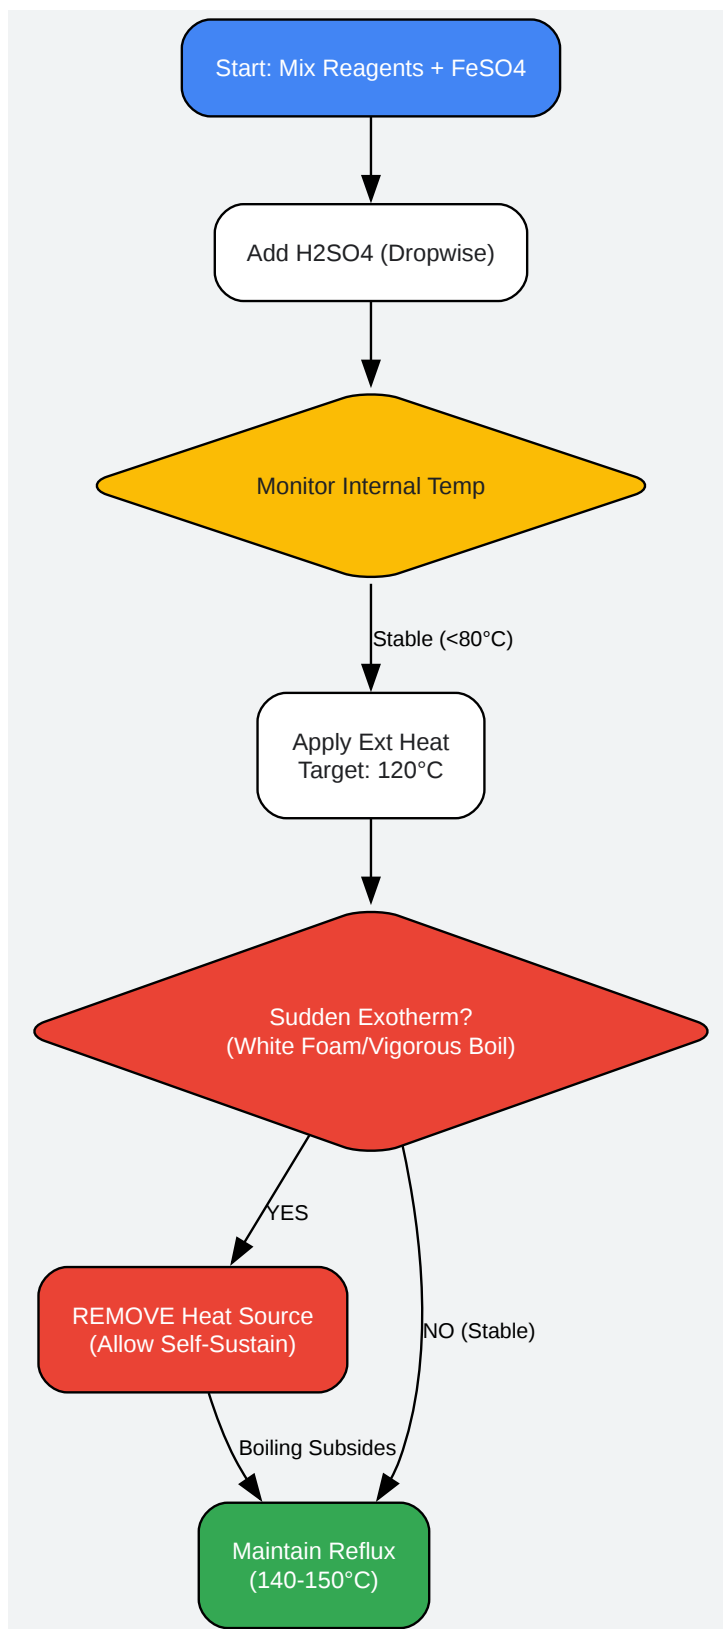 Start: Mix Reagents + FeSO4
Add H2SO4 (Dropwise)
Monitor Internal Temp
Stable (<80°C)
Apply Ext Heat
Target: 120°C
Sudden Exotherm?
(White Foam/Vigorous Boil)
YES
REMOVE Heat Source
(Allow Self-Sustain)
NO (Stable)
Boiling Subsides
Maintain Reflux
(140-150°C)